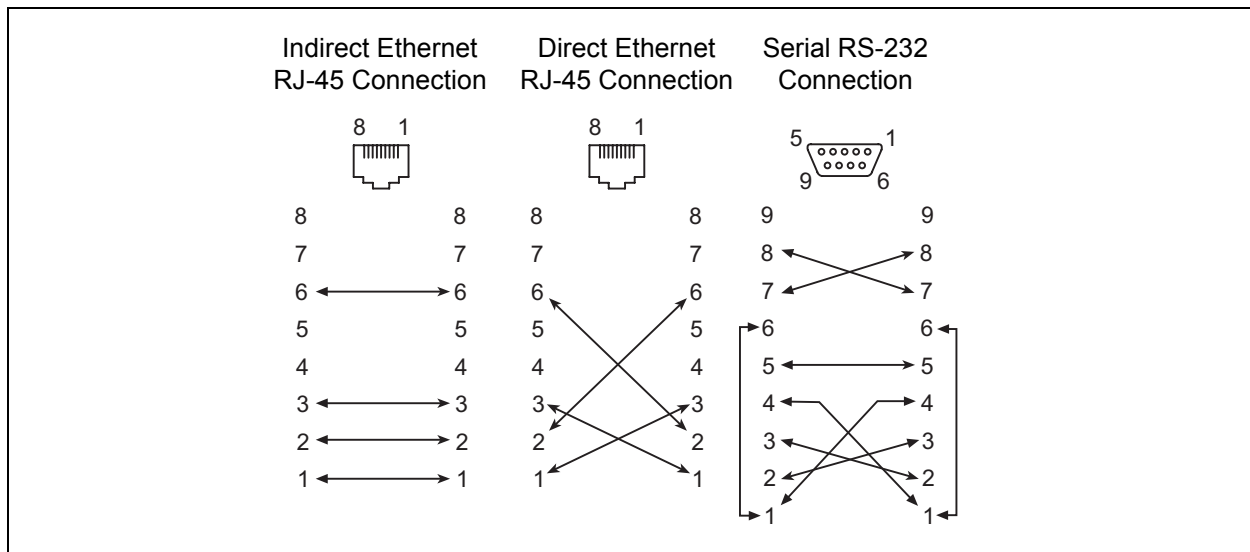 Indirect Ethernet
RJ-45 Connection
Direct Ethernet
RJ-45 Connection
Serial RS-232
Connection
8 1
8 1
5 1
9 6
8 8 8 8 9 9
7 7 7 7 8 8
6 6 6 6 7 7
5 5 5 5 6 6
4 4 4 4 5 5
3 3 3 3 4 4
2 2 2 2 3 3
1 1 1 1 2 2
1 1